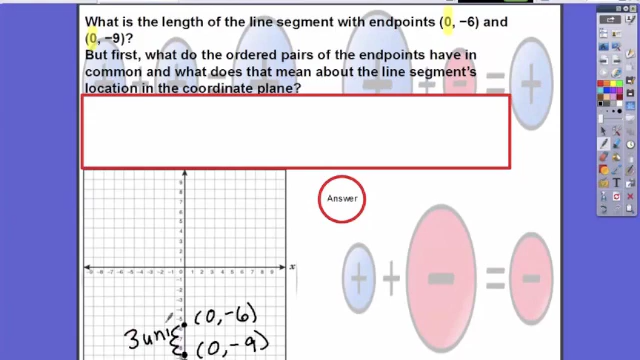 What is the length of the line segment with endpoints (0, −6) and
(0, −9)?
But first, what do the ordered pairs of the endpoints have in
common and what does that mean about the line segment's
location in the coordinate plane?
Answer
x
(0,-6)
3 uni
(0,-9)